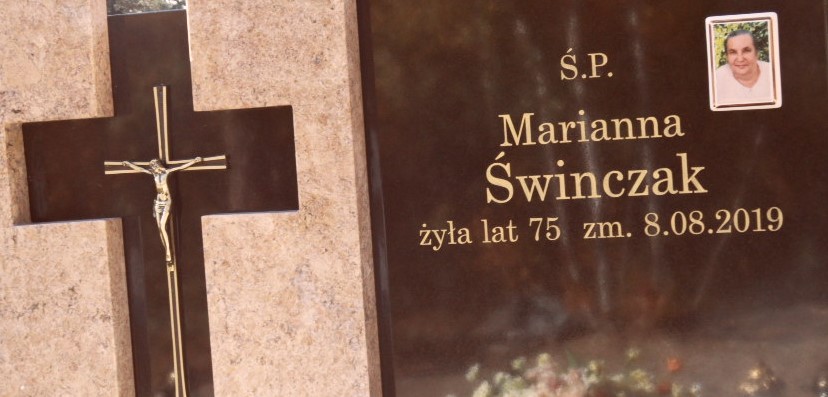 Ś.P.
Marianna
Świnczak
żyła lat 75 zm. 8.08.2019